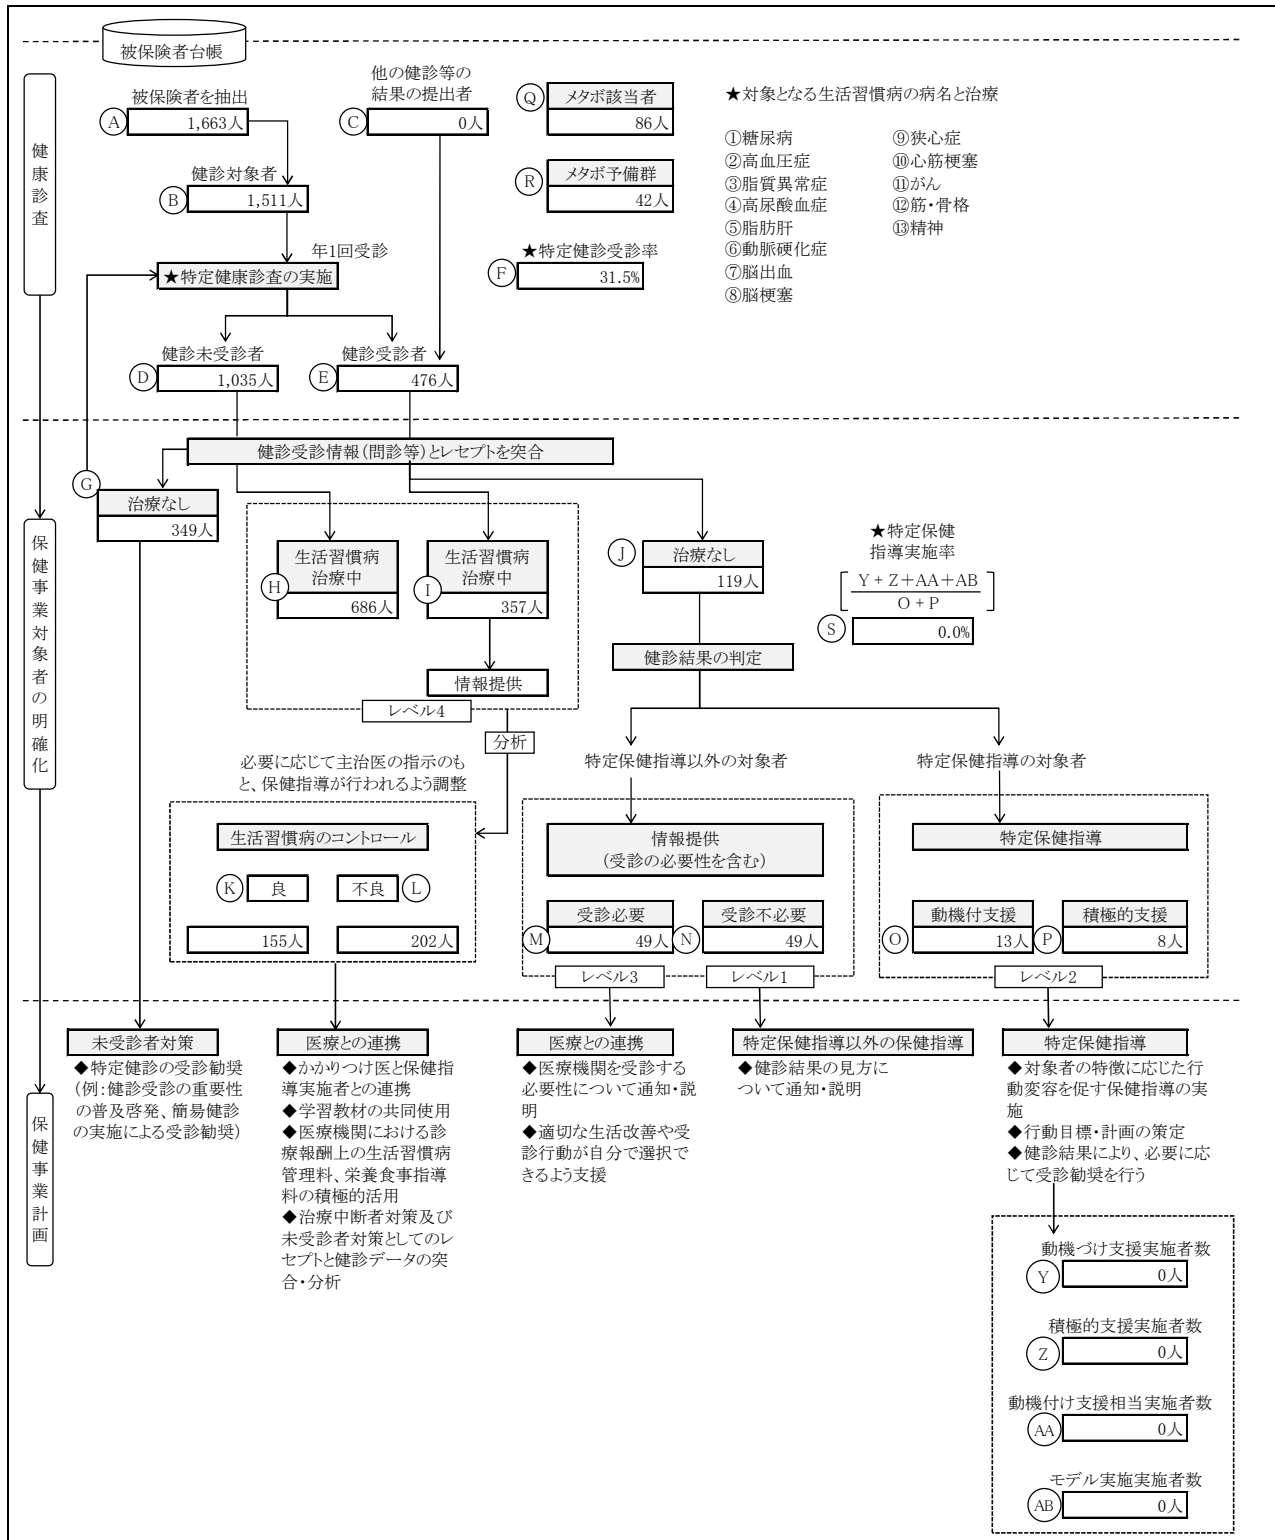 被保険者台帳
健康診査
被保険者を抽出
A
1,663人
他の健診等の
結果の提出者
C
0人
健診対象者
B
1,511人
年1回受診
★特定健康診査の実施
健診未受診者
D
1,035人
健診受診者
E
476人
Q
メタボ該当者
86人
R
メタボ予備群
42人
★特定健診受診率
F
31.5%
★対象となる生活習慣病の病名と治療
①糖尿病
②高血圧症
③脂質異常症
④高尿酸血症
⑤脂肪肝
⑥動脈硬化症
⑦脳出血
⑧脳梗塞
⑨狭心症
⑩心筋梗塞
⑪がん
⑫筋・骨格
⑬精神
保健事業対象者の明確化
健診受診情報(問診等)とレセプトを突合
G
治療なし
349人
生活習慣病
治療中
H
686人
生活習慣病
治療中
I
357人
情報提供
レベル4
分析
J
治療なし
119人
健診結果の判定
★特定保健
指導実施率
Y+Z+AA+AB
O+P
S
0.0%
必要に応じて主治医の指示のも
と、保健指導が行われるよう調整
生活習慣病のコントロール
K
良
不良
L
155人
202人
特定保健指導以外の対象者
情報提供
(受診の必要性を含む)
受診必要
M
49人
受診不必要
N
49人
レベル3
レベル1
特定保健指導の対象者
特定保健指導
動機付支援
O
13人
積極的支援
P
8人
レベル2
保健事業計画
未受診者対策
◆特定健診の受診勧奨
(例:健診受診の重要性
の普及啓発、簡易健診
の実施による受診勧奨)
医療との連携
◆かかりつけ医と保健指
導実施者との連携
◆学習教材の共同使用
◆医療機関における診
療報酬上の生活習慣病
管理料、栄養食事指導
料の積極的活用
◆治療中断者対策及び
未受診者対策としてのレ
セプトと健診データの突
合・分析
医療との連携
◆医療機関を受診する
必要性について通知・説
明
◆適切な生活改善や受
診行動が自分で選択で
きるよう支援
特定保健指導以外の保健指導
◆健診結果の見方に
ついて通知・説明
特定保健指導
◆対象者の特徴に応じた行
動変容を促す保健指導の実
施
◆行動目標・計画の策定
◆健診結果により、必要に応
じて受診勧奨を行う
動機づけ支援実施者数
Y
0人
積極的支援実施者数
Z
0人
動機付け支援相当実施者数
AA
0人
モデル実施実施者数
AB
0人